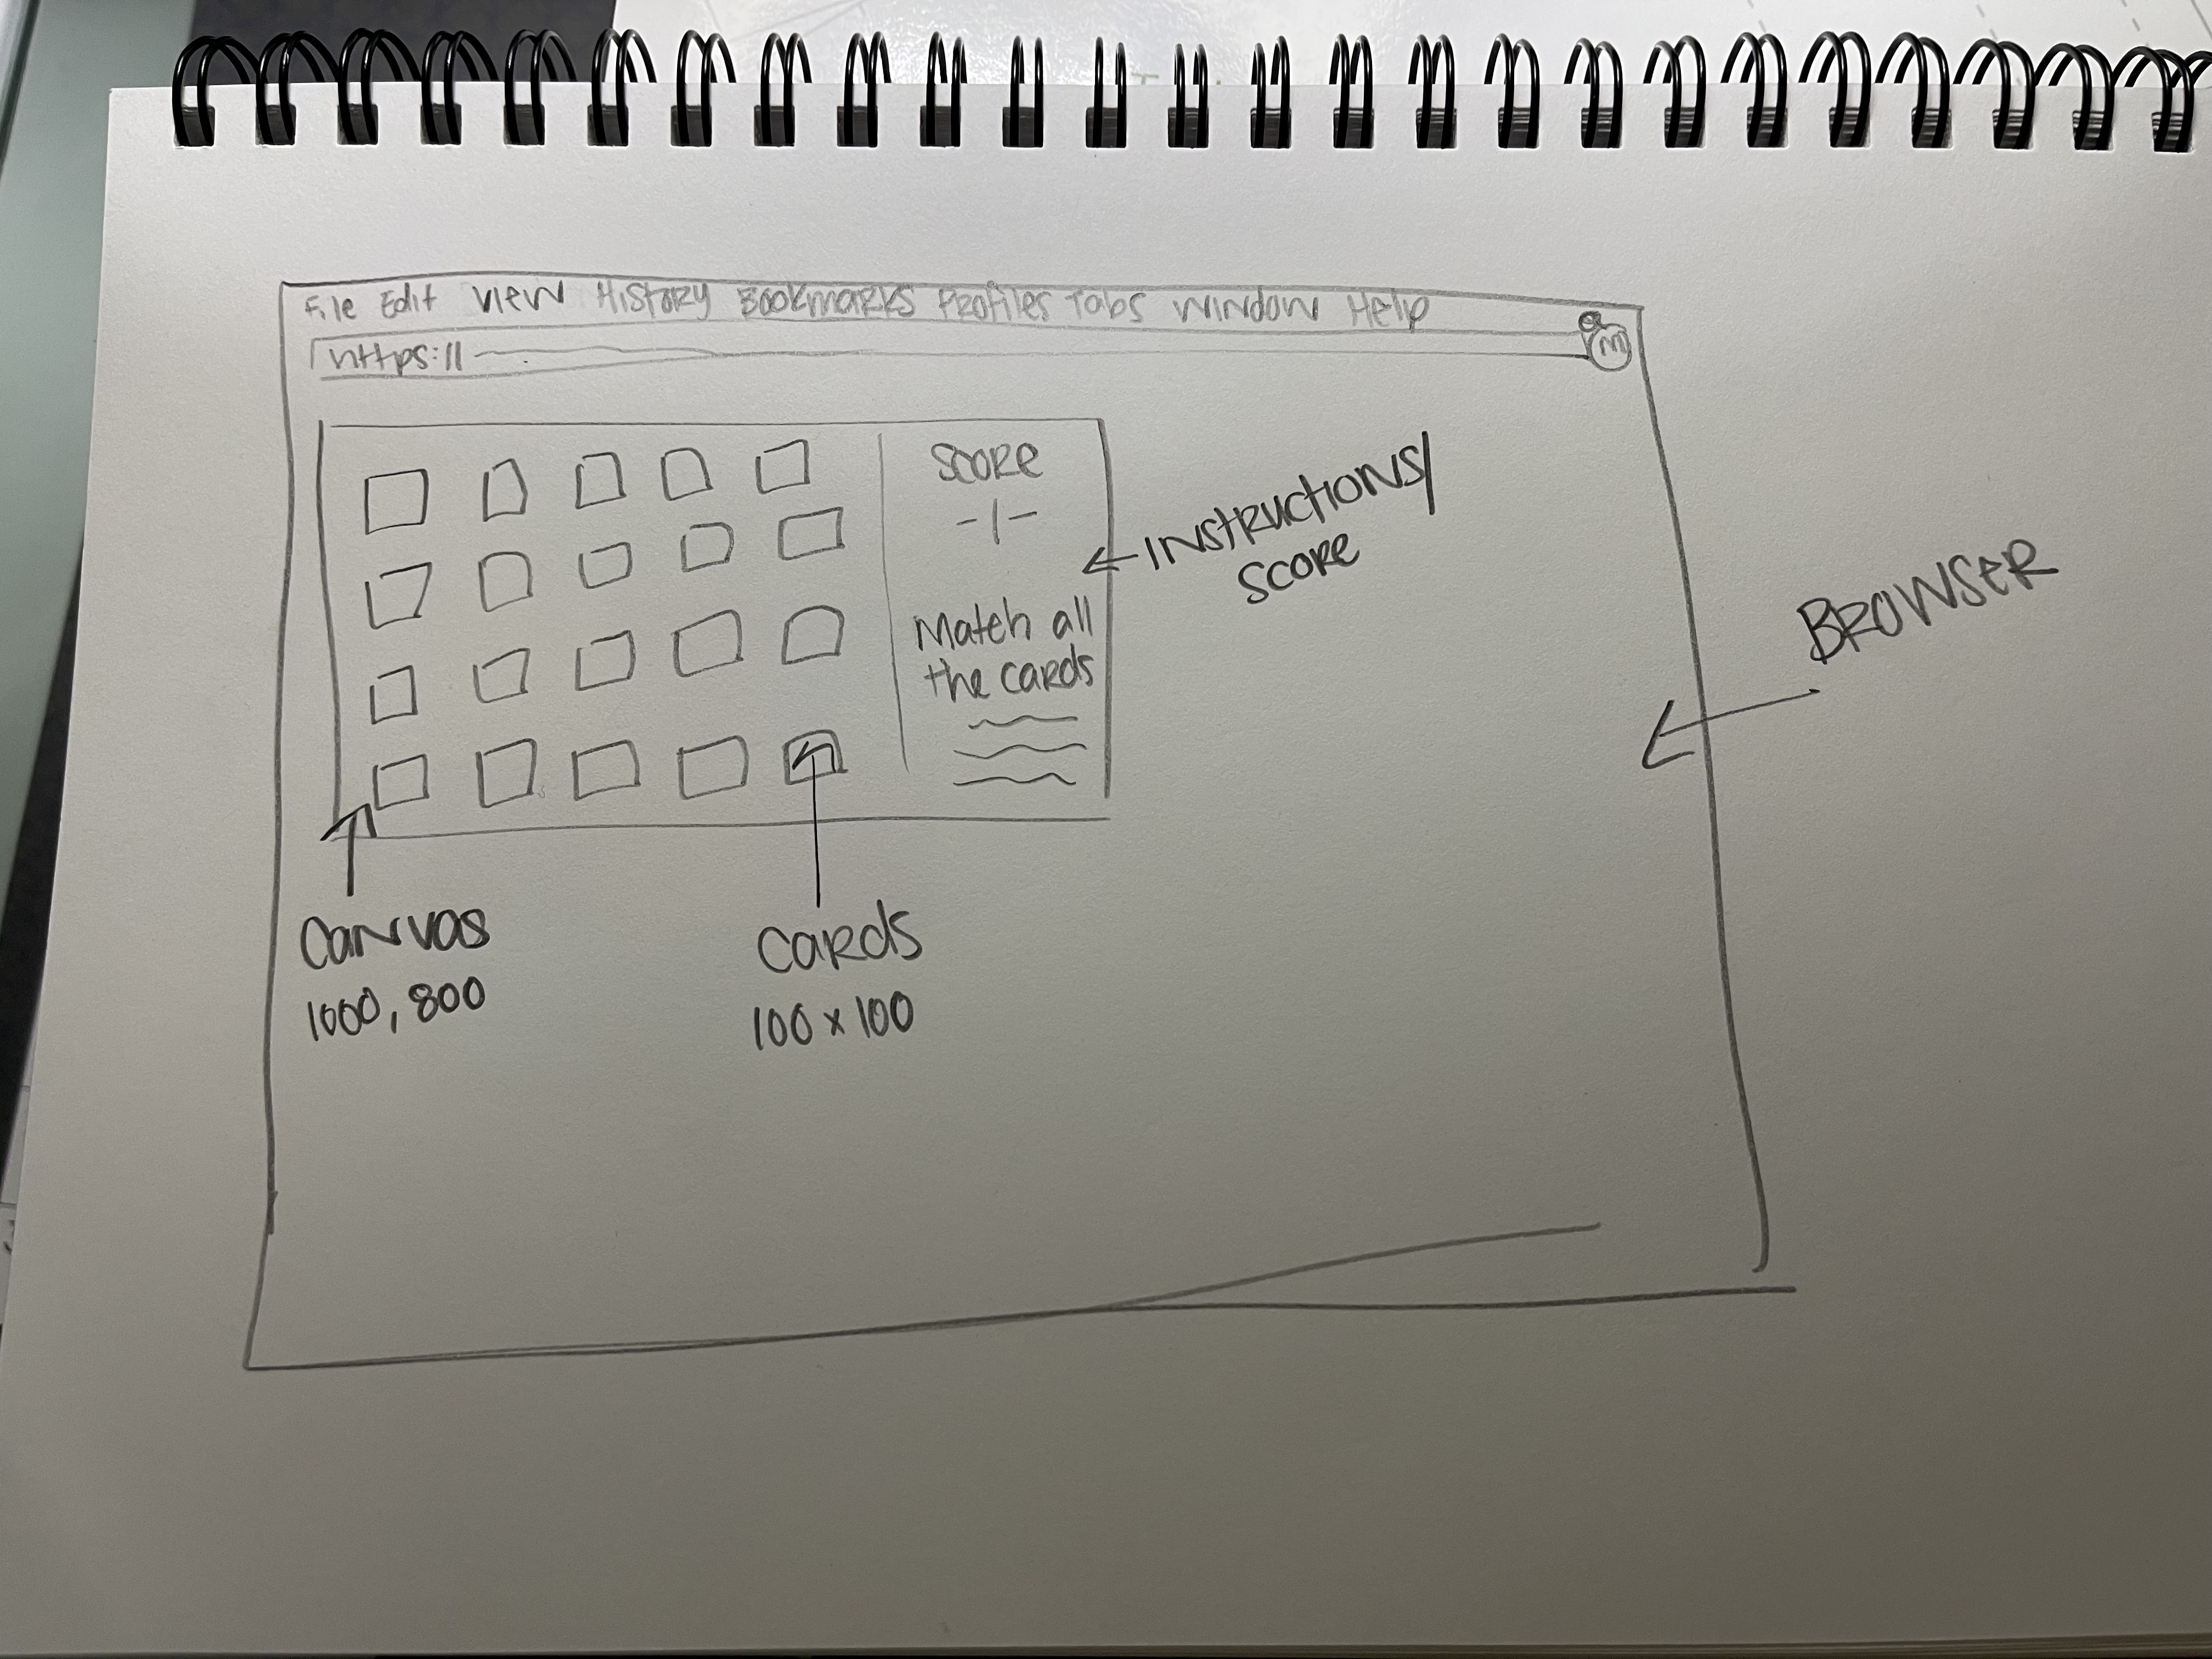 File Edit View History Bookmarks Profiles Tabs Window Help
https://
m
Score
-/-
Match all
the cards
Instructions/
Score
Browser
Canvas
1000, 800
Cards
100 x 100